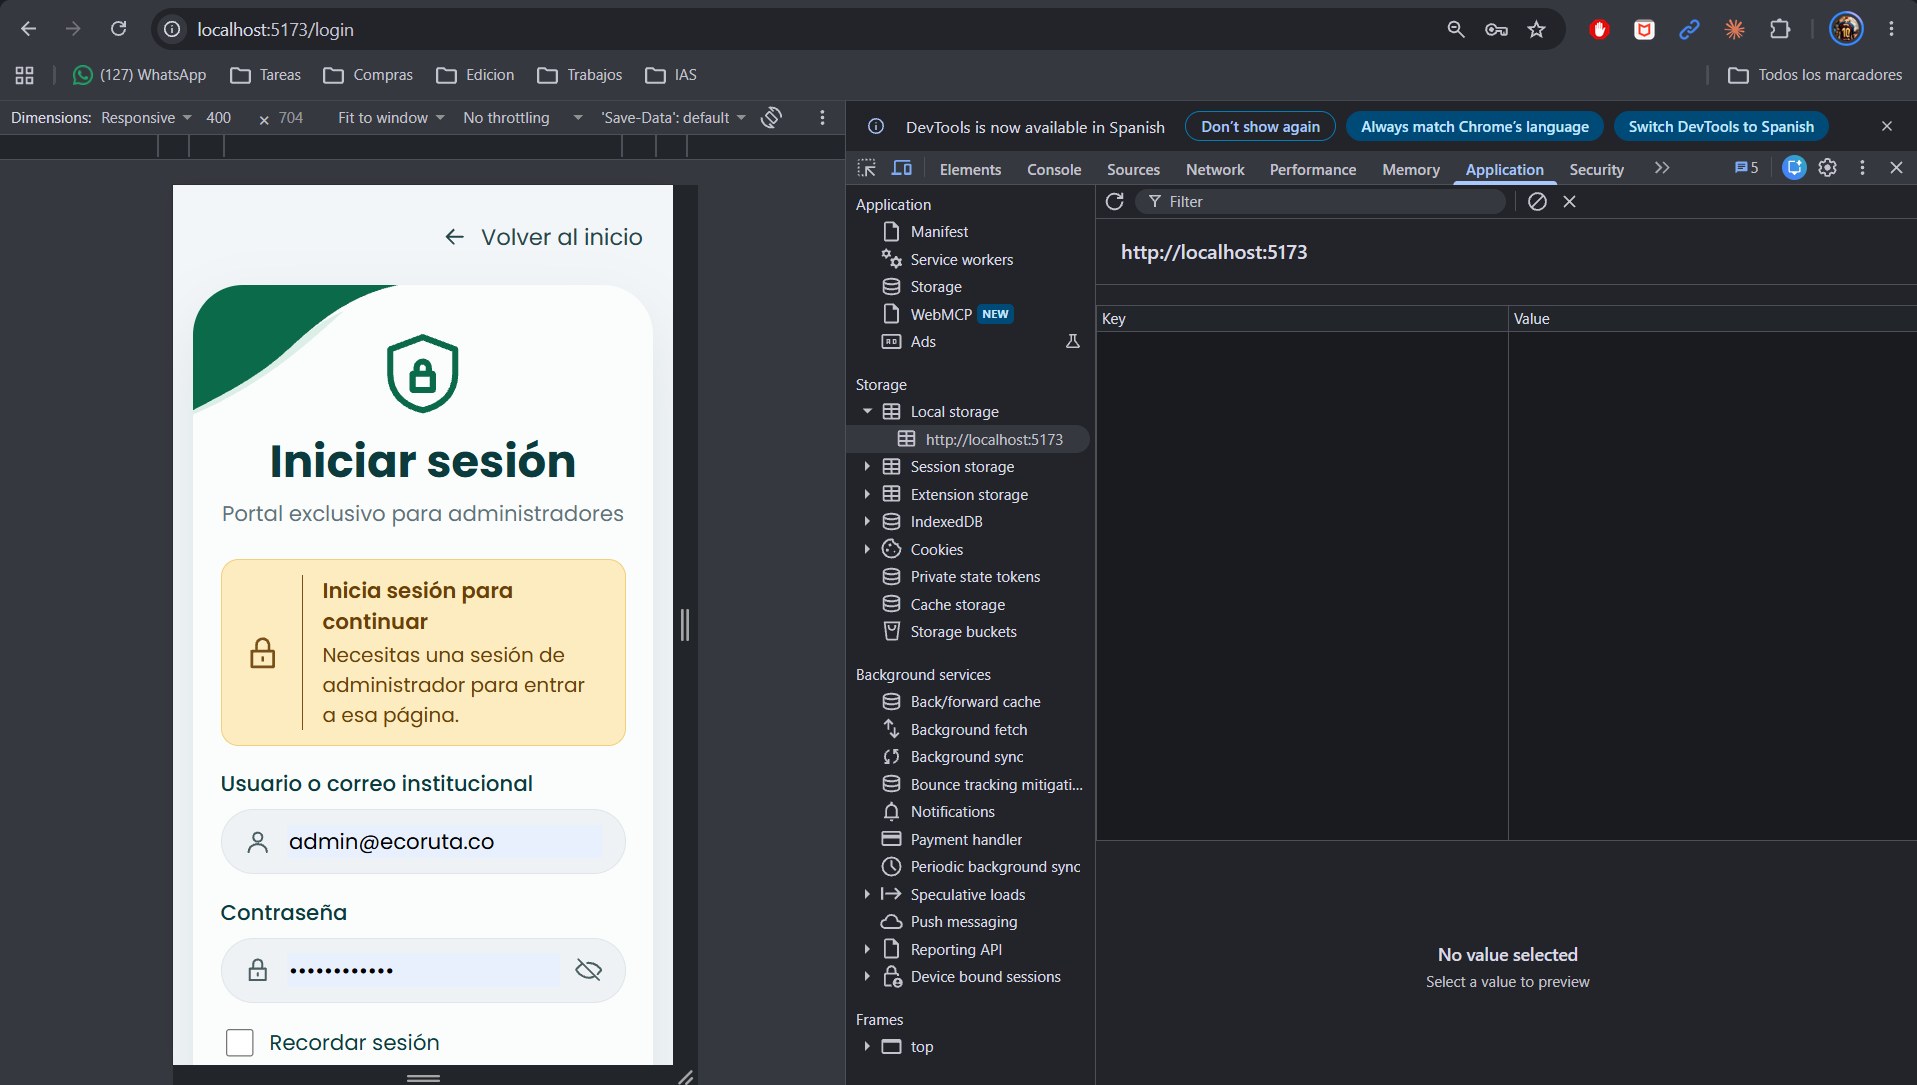 localhost:5173/login
(127) WhatsApp
Tareas
Compras
Edicion
Trabajos
IAS
Todos los marcadores
Dimensions: Responsive 400 × 704 Fit to window No throttling 'Save-Data': default
Volver al inicio
Iniciar sesión
Portal exclusivo para administradores
Inicia sesión para
continuar
Necesitas una sesión de
administrador para entrar
a esa página.
Usuario o correo institucional
admin@ecoruta.co
Contraseña
••••••••••••
Recordar sesión
DevTools is now available in Spanish
Don't show again
Always match Chrome's language
Switch DevTools to Spanish
Elements Console Sources Network Performance Memory Application Security 5
Application
Manifest
Service workers
Storage
WebMCP NEW
Ads
Storage
Local storage
http://localhost:5173
Session storage
Extension storage
IndexedDB
Cookies
Private state tokens
Cache storage
Storage buckets
Background services
Back/forward cache
Background fetch
Background sync
Bounce tracking mitigati...
Notifications
Payment handler
Periodic background sync
Speculative loads
Push messaging
Reporting API
Device bound sessions
Frames
top
Filter
http://localhost:5173
Key Value
No value selected
Select a value to preview